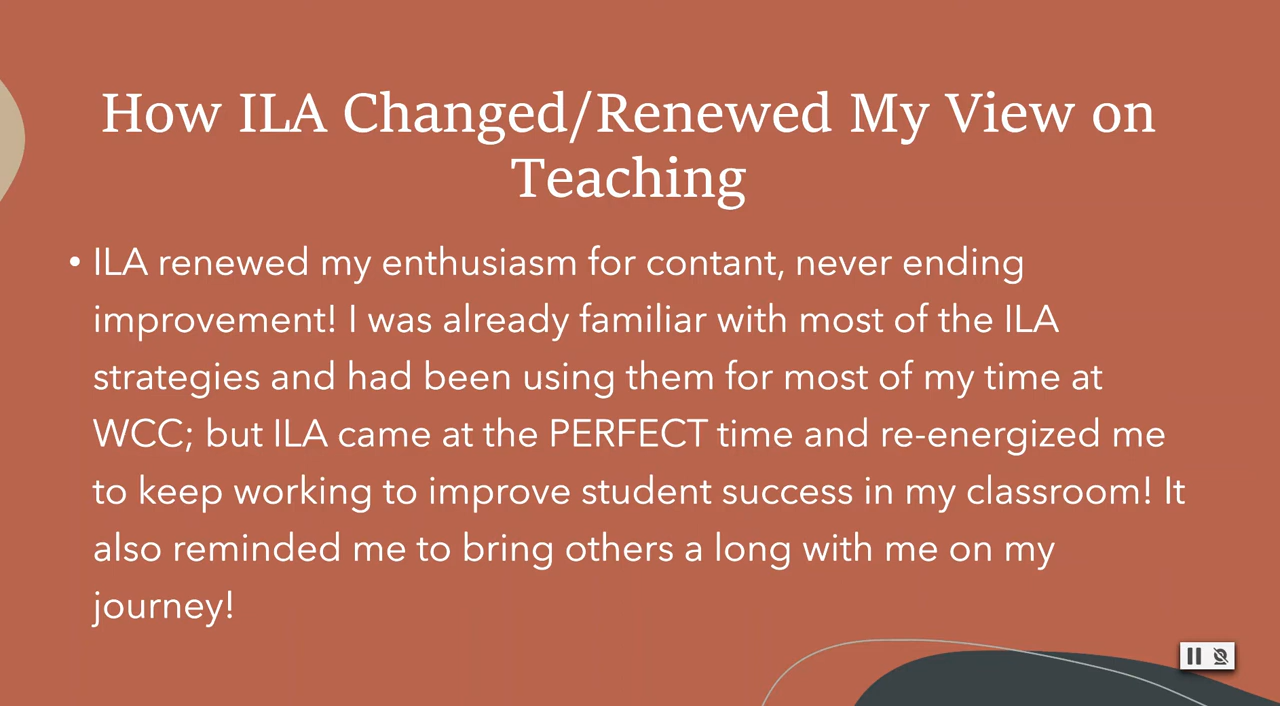 How ILA Changed/Renewed My View on
Teaching
• ILA renewed my enthusiasm for contant, never ending
improvement! I was already familiar with most of the ILA
strategies and had been using them for most of my time at
WCC; but ILA came at the PERFECT time and re-energized me
to keep working to improve student success in my classroom! It
also reminded me to bring others a long with me on my
journey!